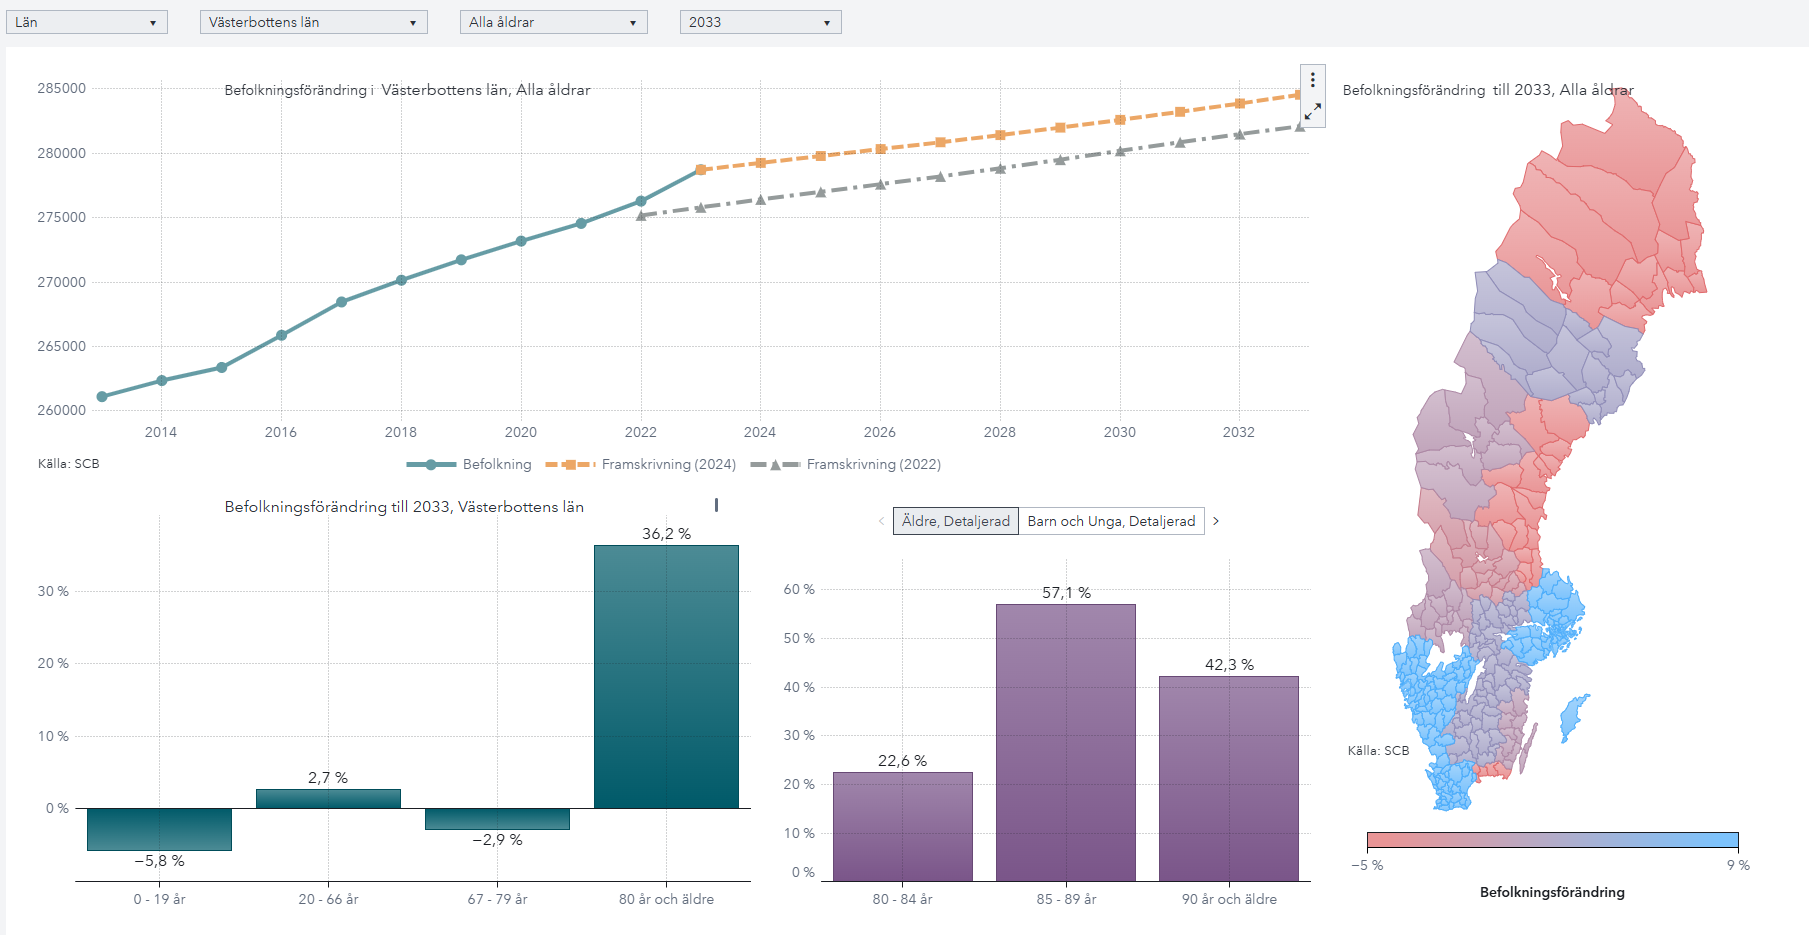 Län
Västerbottens län
Alla åldrar
2033
Befolkningsförändring i Västerbottens län, Alla åldrar
285000
280000
275000
270000
265000
260000
2014
2016
2018
2020
2022
2024
2026
2028
2030
2032
Källa: SCB
Befolkning
Framskrivning (2024)
Framskrivning (2022)
Befolkningsförändring till 2033, Alla åldrar
Källa: SCB
−5 %
9 %
Befolkningsförändring
Befolkningsförändring till 2033, Västerbottens län
30 %
20 %
10 %
0 %
−5,8 %
2,7 %
−2,9 %
36,2 %
0 - 19 år
20 - 66 år
67 - 79 år
80 år och äldre
Äldre, Detaljerad
Barn och Unga, Detaljerad
60 %
50 %
40 %
30 %
20 %
10 %
0 %
22,6 %
57,1 %
42,3 %
80 - 84 år
85 - 89 år
90 år och äldre